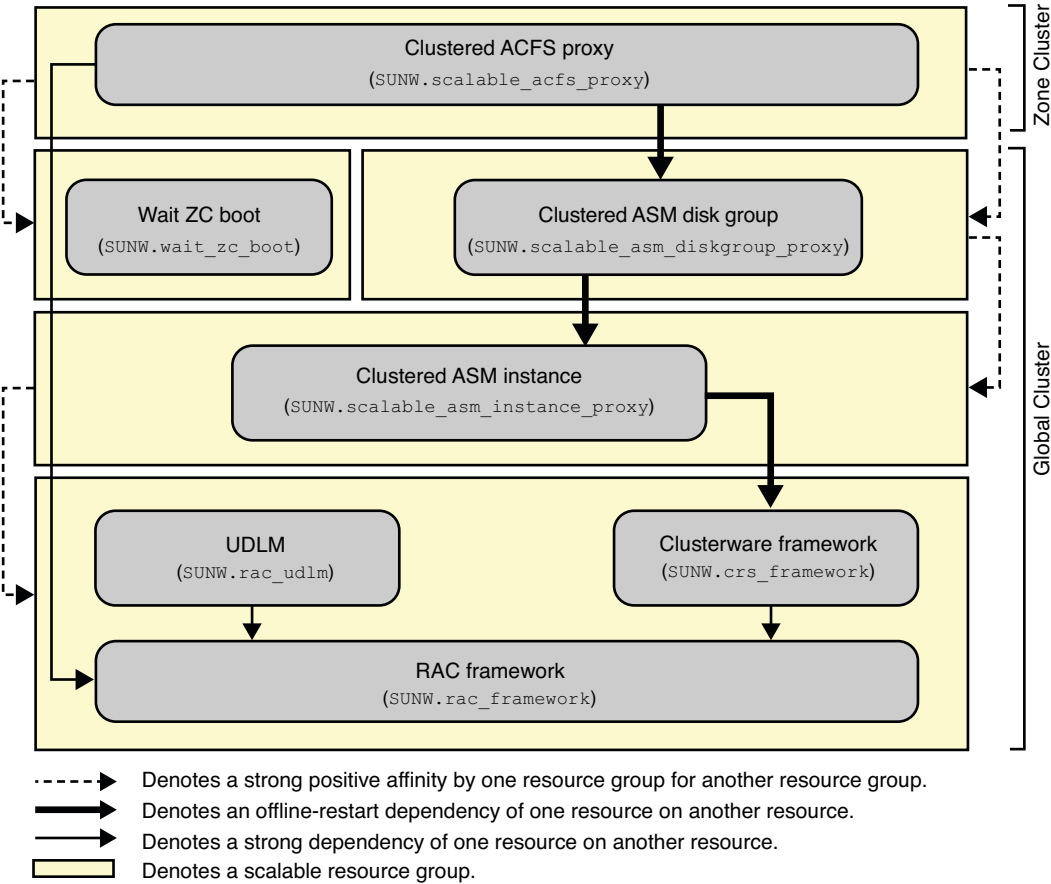 Clustered ACFS proxy
(SUNW.scalable_acfs_proxy)
Zone Cluster
Wait ZC boot
(SUNW.wait_zc_boot)
Clustered ASM disk group
(SUNW.scalable_asm_diskgroup_proxy)
Clustered ASM instance
(SUNW.scalable_asm_instance_proxy)
Global Cluster
UDLM
(SUNW.rac_udlm)
Clusterware framework
(SUNW.crs_framework)
RAC framework
(SUNW.rac_framework)
Denotes a strong positive affinity by one resource group for another resource group.
Denotes an offline-restart dependency of one resource on another resource.
Denotes a strong dependency of one resource on another resource.
Denotes a scalable resource group.